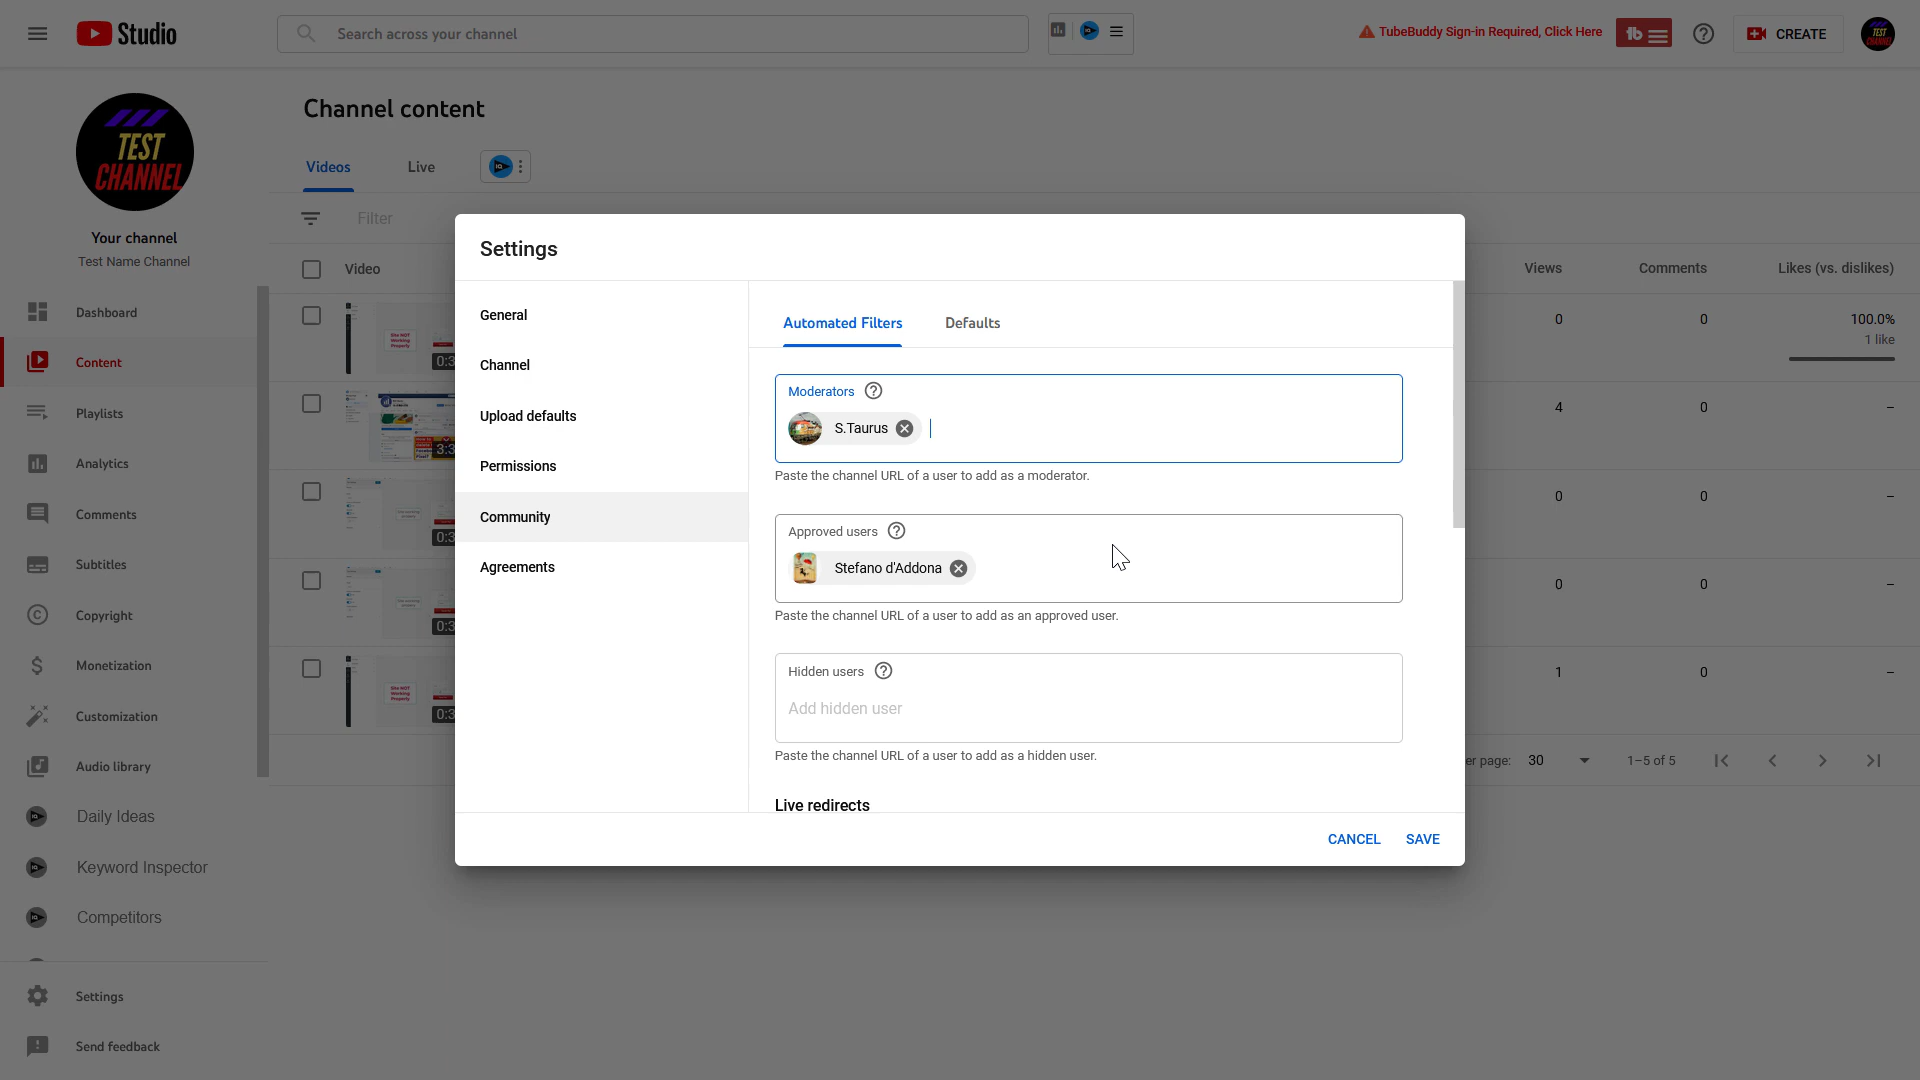 Studio
Search across your channel
TubeBuddy Sign-in Required, Click Here
CREATE
TEST
CHANNEL
Your channel
Test Name Channel
Dashboard
Content
Playlists
Analytics
Comments
Subtitles
Copyright
Monetization
Customization
Audio library
Daily Ideas
Keyword Inspector
Competitors
Settings
Send feedback
Channel content
Videos
Live
Filter
Video
Views
Comments
Likes (vs. dislikes)
0
0
100.0%
1 like
4
0
–
0
0
–
0
0
–
1
0
–
er page:
30
1–5 of 5
Settings
General
Channel
Upload defaults
Permissions
Community
Agreements
Automated Filters
Defaults
Moderators
S.Taurus
Paste the channel URL of a user to add as a moderator.
Approved users
Stefano d'Addona
Paste the channel URL of a user to add as an approved user.
Hidden users
Add hidden user
Paste the channel URL of a user to add as a hidden user.
Live redirects
CANCEL
SAVE